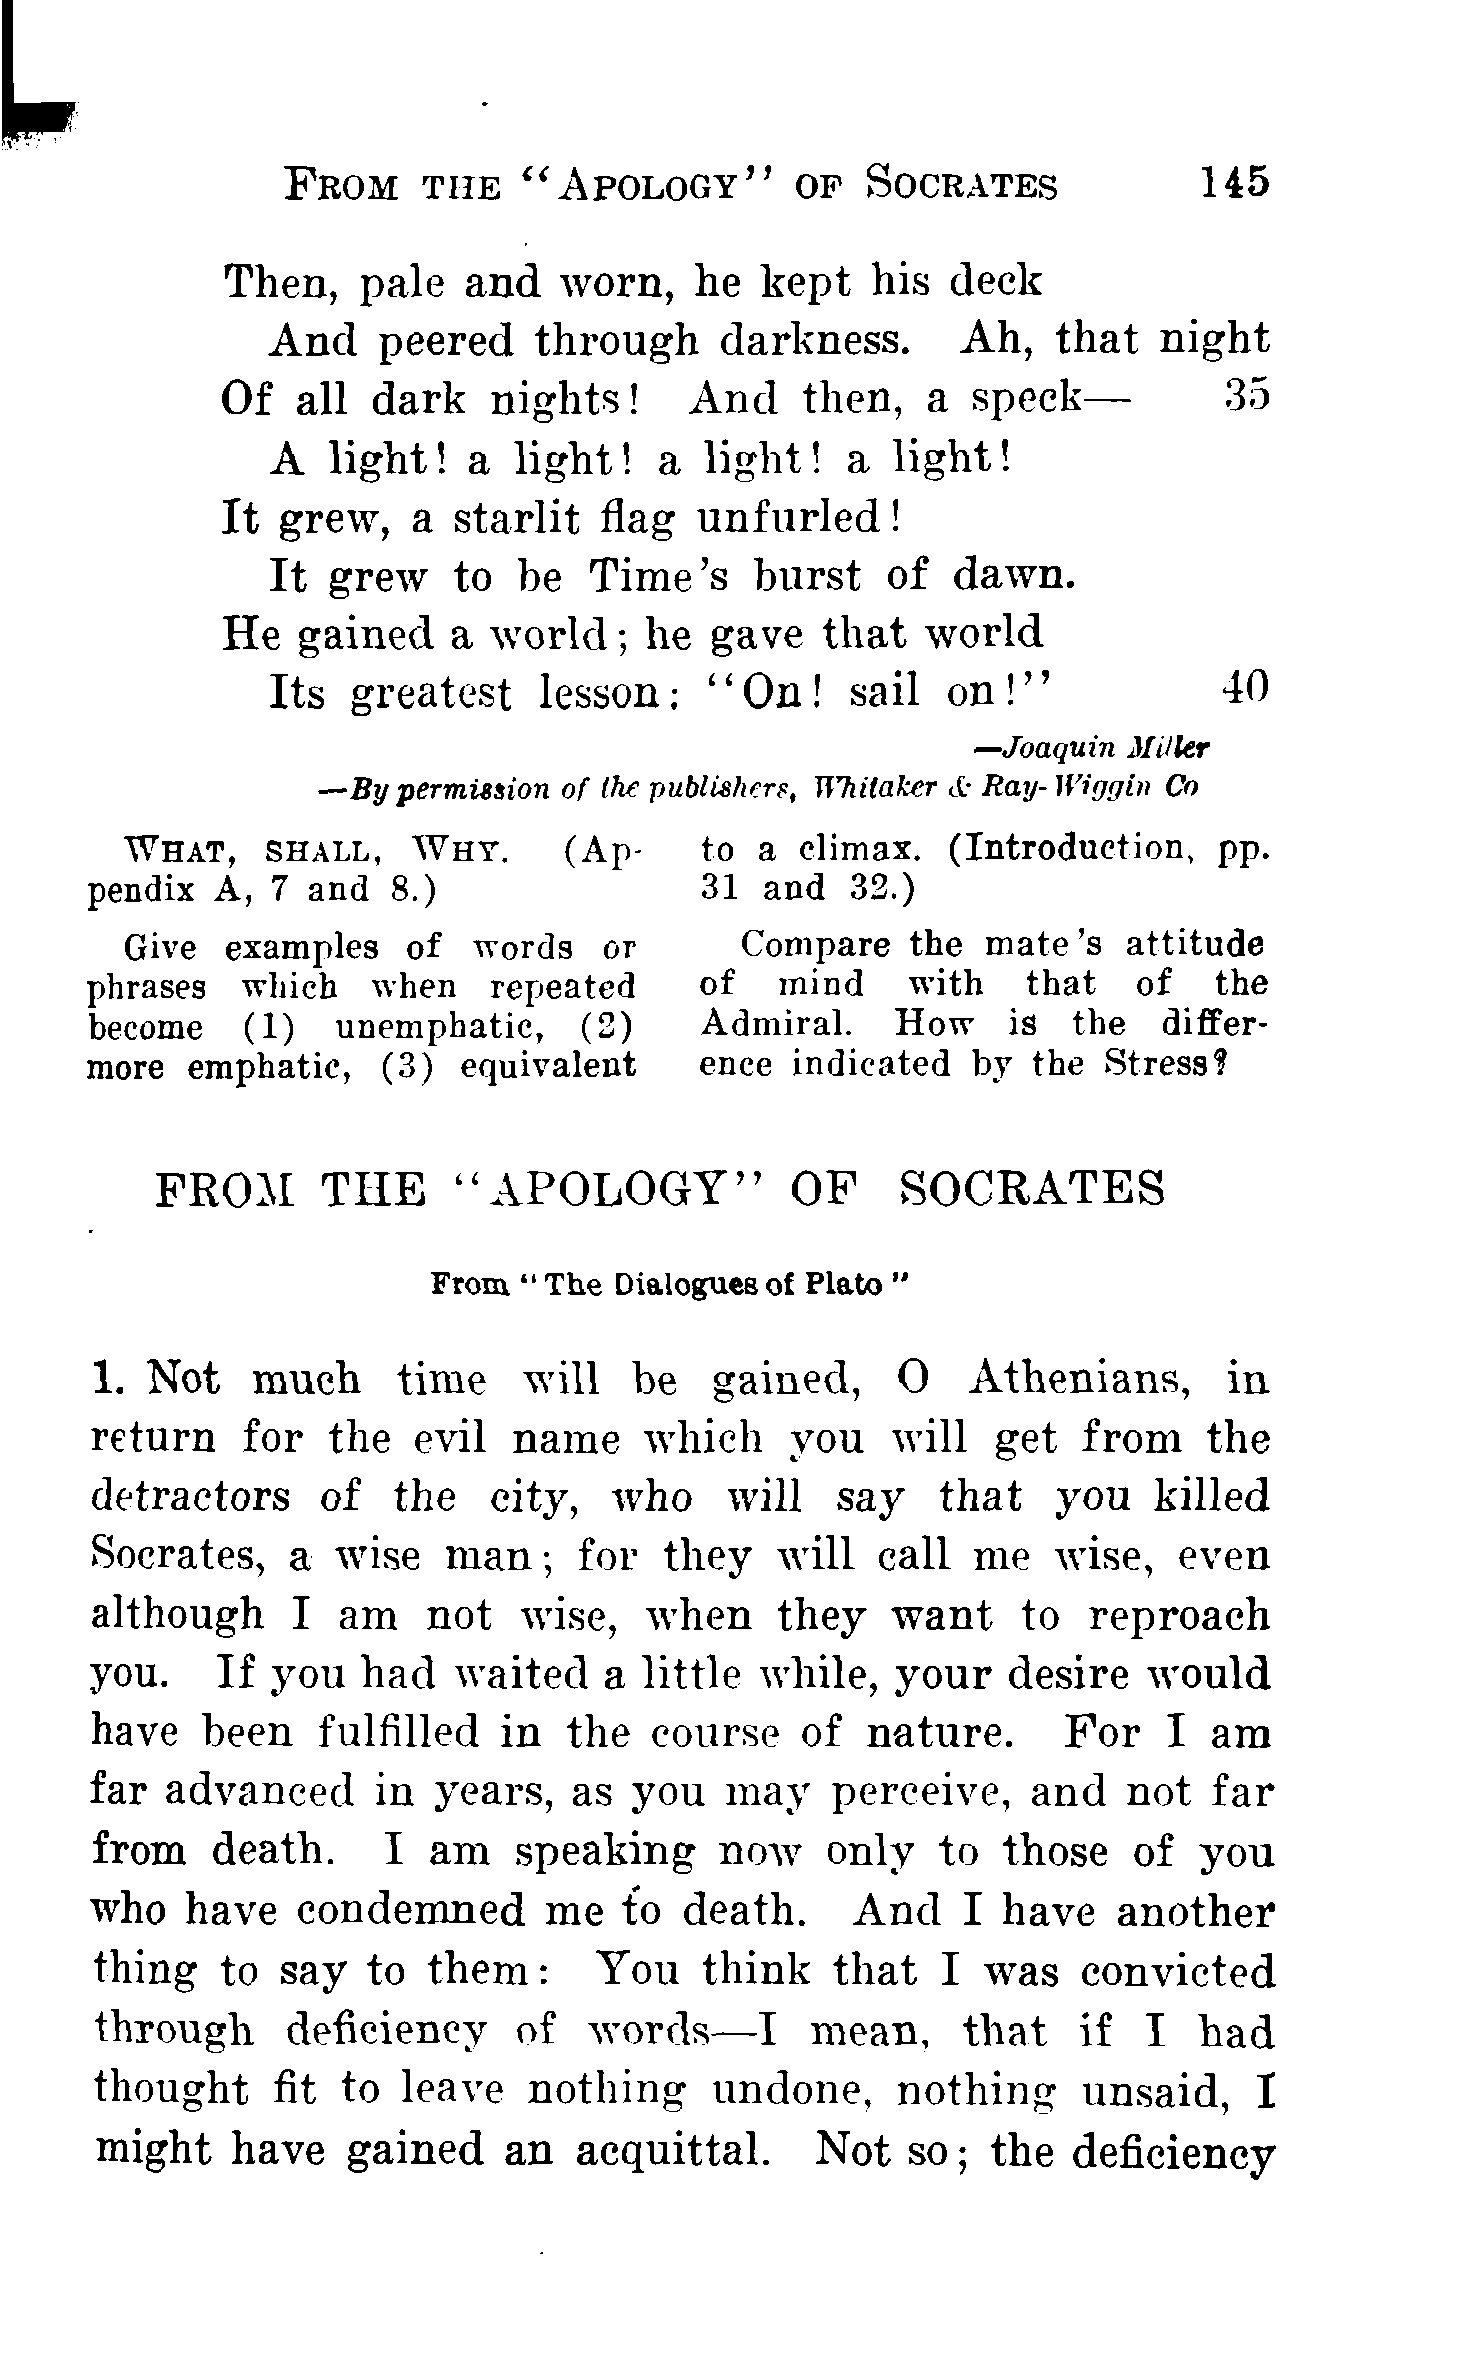 FROM THE "APOLOGY" OF SOCRATES 145
Then, pale and worn, he kept his deck
And peered through darkness. Ah, that night
Of all dark nights! And then, a speck— 35
A light! a light! a light! a light!
It grew, a starlit flag unfurled!
It grew to be Time's burst of dawn.
He gained a world; he gave that world
Its greatest lesson: "On! sail on!" 40
—Joaquin Miller
—By permission of the publishers, Whitaker & Ray-Wiggin Co
WHAT, SHALL, WHY. (Ap-
pendix A, 7 and 8.)
Give examples of words or
phrases which when repeated
become (1) unemphatic, (2)
more emphatic, (3) equivalent
to a climax. (Introduction, pp.
31 and 32.)
Compare the mate's attitude
of mind with that of the
Admiral. How is the differ-
ence indicated by the Stress?
FROM THE "APOLOGY" OF SOCRATES
From "The Dialogues of Plato"
1. Not much time will be gained, O Athenians, in
return for the evil name which you will get from the
detractors of the city, who will say that you killed
Socrates, a wise man; for they will call me wise, even
although I am not wise, when they want to reproach
you. If you had waited a little while, your desire would
have been fulfilled in the course of nature. For I am
far advanced in years, as you may perceive, and not far
from death. I am speaking now only to those of you
who have condemned me to death. And I have another
thing to say to them: You think that I was convicted
through deficiency of words—I mean, that if I had
thought fit to leave nothing undone, nothing unsaid, I
might have gained an acquittal. Not so; the deficiency